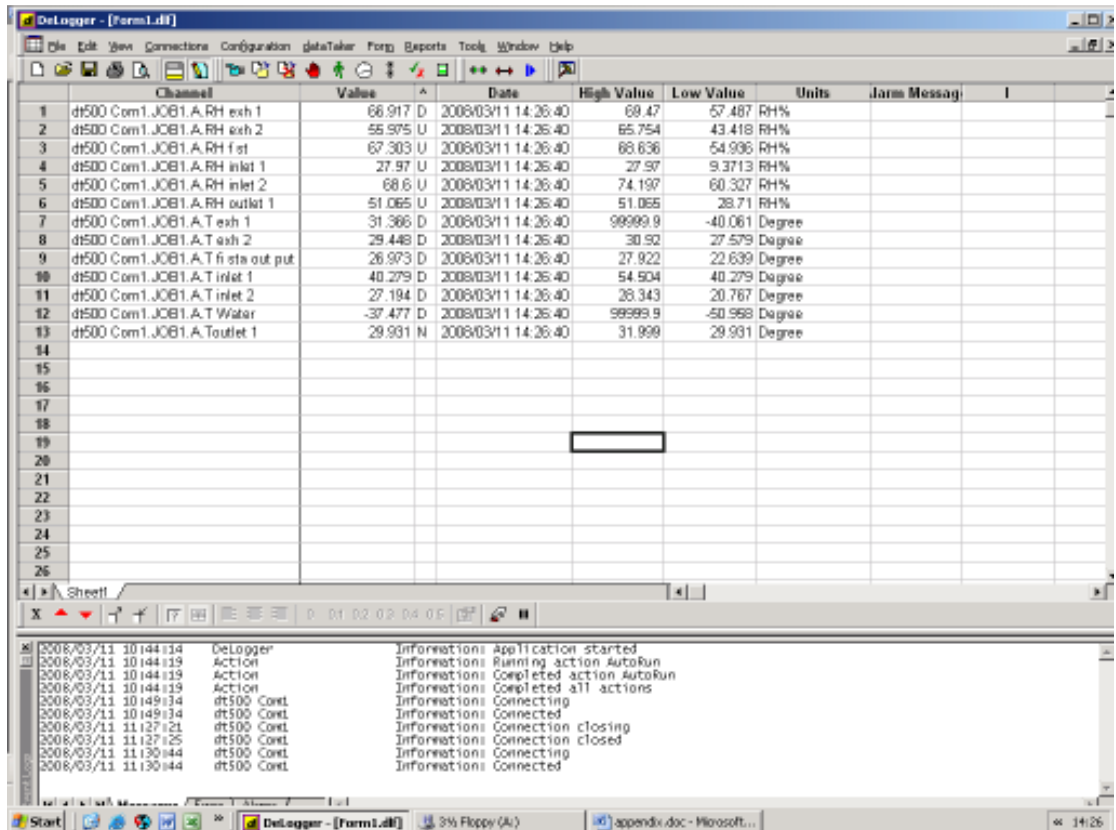 DeLogger - [Form1.dlf]
File Edit View Connections Configuration dataTaker Form Reports Tools Window Help
Channel Value ^ Date High Value Low Value Units larm Messag I
1 dt500 Com1.JOB1.A.RH exh 1 66.917 D 2008/03/11 14:26:40 69.47 57.487 RH%
2 dt500 Com1.JOB1.A.RH exh 2 55.975 U 2008/03/11 14:26:40 65.754 43.418 RH%
3 dt500 Com1.JOB1.A.RH f st 67.303 U 2008/03/11 14:26:40 68.636 54.936 RH%
4 dt500 Com1.JOB1.A.RH inlet 1 27.97 U 2008/03/11 14:26:40 27.97 9.3713 RH%
5 dt500 Com1.JOB1.A.RH inlet 2 68.6 U 2008/03/11 14:26:40 74.197 60.327 RH%
6 dt500 Com1.JOB1.A.RH outlet 1 51.065 U 2008/03/11 14:26:40 51.065 28.71 RH%
7 dt500 Com1.JOB1.A.T exh 1 31.366 D 2008/03/11 14:26:40 99999.9 -40.061 Degree
8 dt500 Com1.JOB1.A.T exh 2 29.448 D 2008/03/11 14:26:40 30.92 27.579 Degree
9 dt500 Com1.JOB1.A.T fi sta out put 26.973 D 2008/03/11 14:26:40 27.922 22.639 Degree
10 dt500 Com1.JOB1.A.T inlet 1 40.279 D 2008/03/11 14:26:40 54.504 40.279 Degree
11 dt500 Com1.JOB1.A.T inlet 2 27.194 D 2008/03/11 14:26:40 28.343 20.767 Degree
12 dt500 Com1.JOB1.A.T Water -37.477 D 2008/03/11 14:26:40 99999.9 -50.958 Degree
13 dt500 Com1.JOB1.A.Toutlet 1 29.931 N 2008/03/11 14:26:40 31.999 29.931 Degree
14
15
16
17
18
19
20
21
22
23
24
25
26
Sheet1
X D 0.1 0.2 0.3 0.4 0.5
2008/03/11 10:44:14 DeLogger Information: Application started
2008/03/11 10:44:19 Action Information: Running action AutoRun
2008/03/11 10:44:19 Action Information: Completed action AutoRun
2008/03/11 10:44:19 Action Information: Completed all actions
2008/03/11 10:49:34 dt500 Com1 Information: Connecting
2008/03/11 10:49:34 dt500 Com1 Information: Connected
2008/03/11 11:27:21 dt500 Com1 Information: Connection closing
2008/03/11 11:27:25 dt500 Com1 Information: Connection closed
2008/03/11 11:30:44 dt500 Com1 Information: Connecting
2008/03/11 11:30:44 dt500 Com1 Information: Connected
Start DeLogger - [Form1.dlf] 3½ Floppy (A:) appendix.doc - Microsoft... 14:26